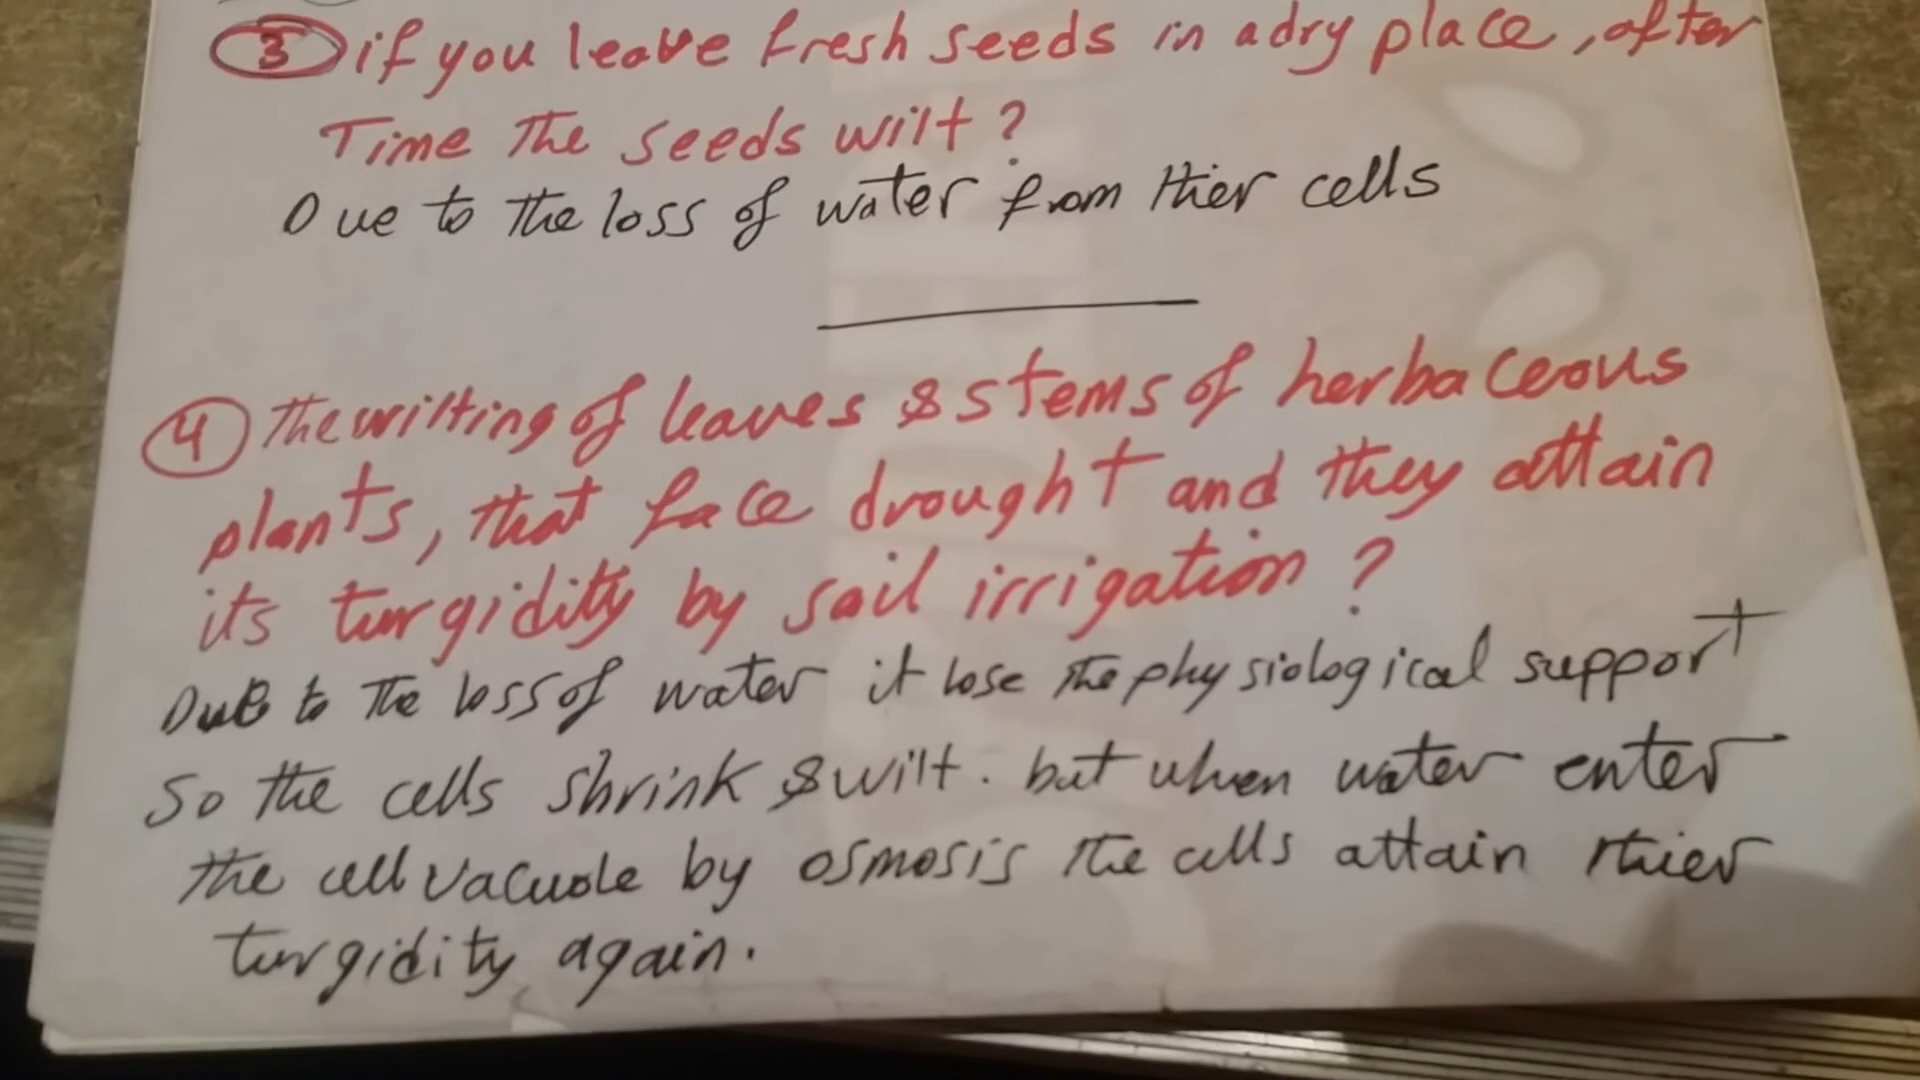 3 if you leave fresh seeds in a dry place, after
Time the seeds wilt?
Due to the loss of water from thier cells
4 The wilting of leaves & stems of herbaceous
plants, that face drought and they attain
its turgidity by sail irrigation?
Due to the loss of water it lose the physiological support
So the cells shrink & wilt. but when water enter
the cell vacuole by osmosis the cells attain thier
turgidity again.